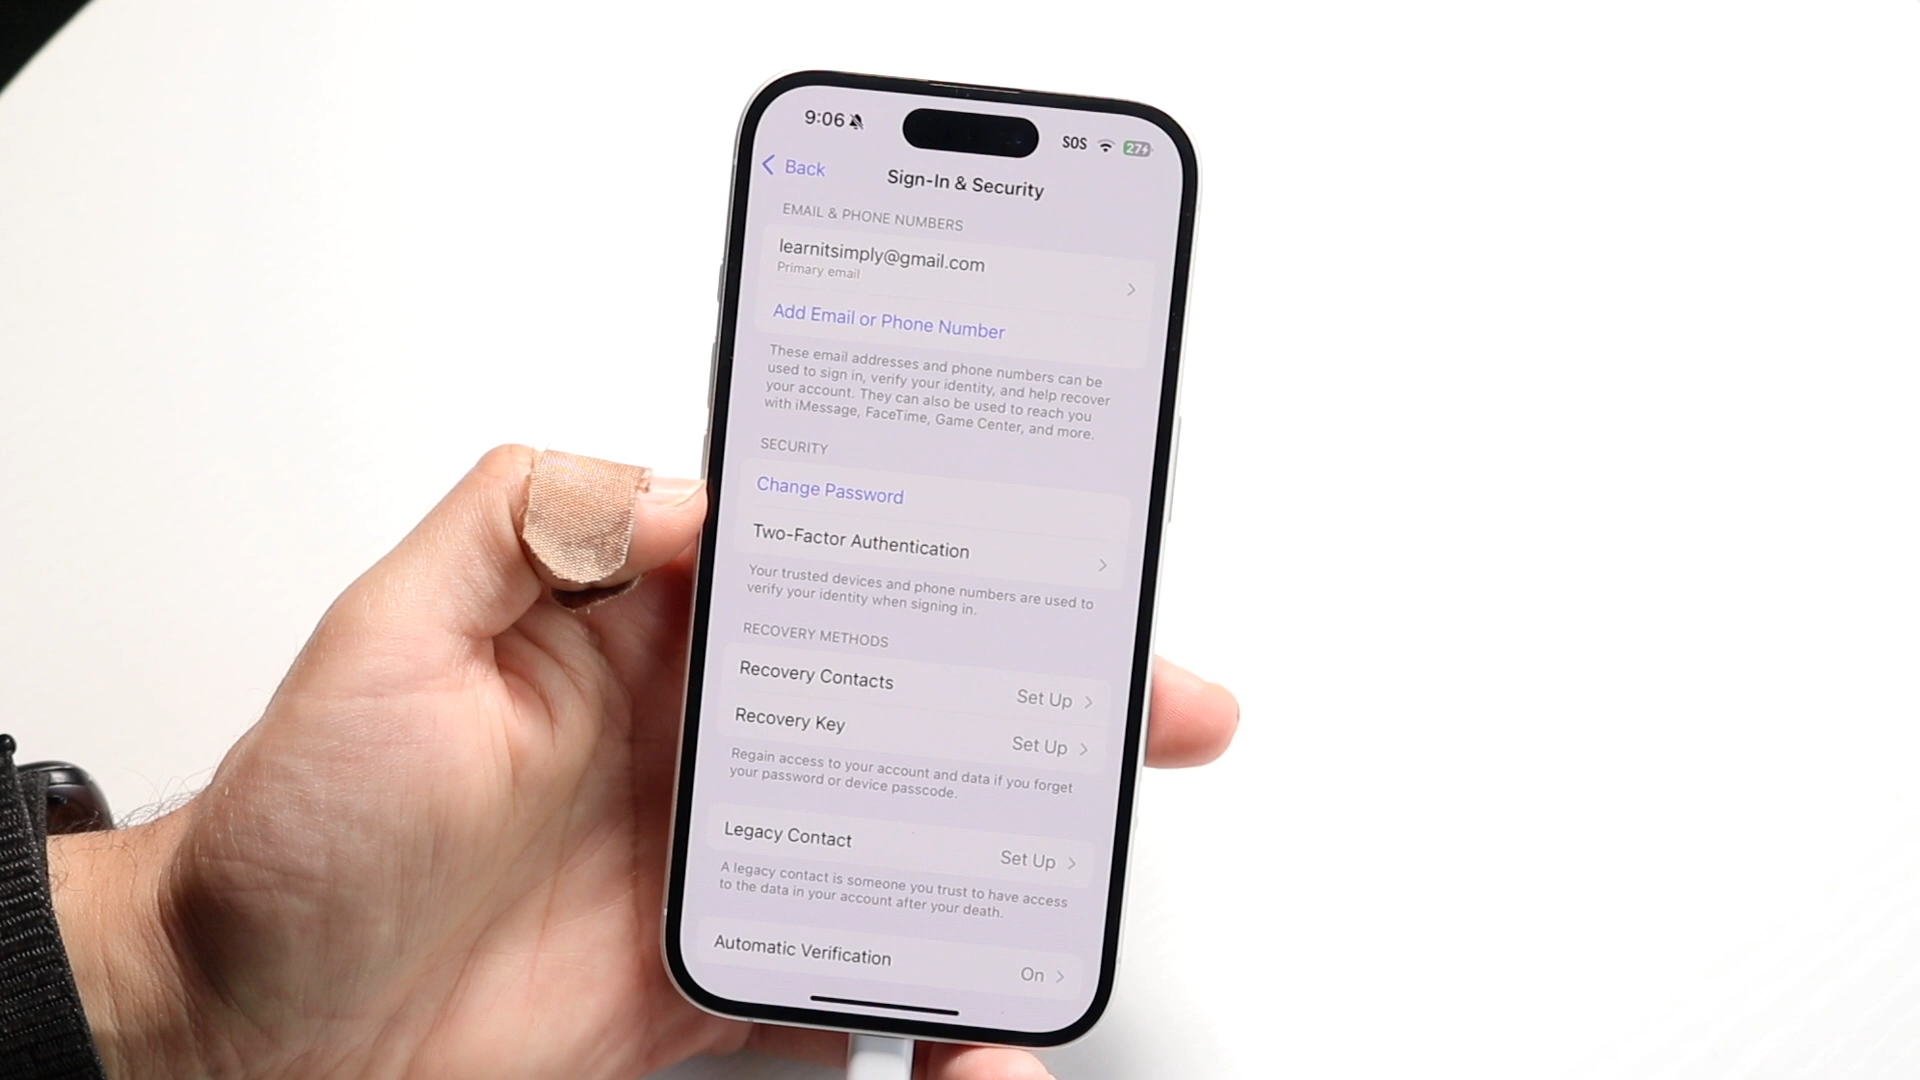 9:06
SOS 27
Back
Sign-In & Security
EMAIL & PHONE NUMBERS
learnitsimply@gmail.com
Primary email
Add Email or Phone Number
These email addresses and phone numbers can be
used to sign in, verify your identity, and help recover
your account. They can also be used to reach you
with iMessage, FaceTime, Game Center, and more.
SECURITY
Change Password
Two-Factor Authentication
Your trusted devices and phone numbers are used to
verify your identity when signing in.
RECOVERY METHODS
Recovery Contacts Set Up
Recovery Key Set Up
Regain access to your account and data if you forget
your password or device passcode.
Legacy Contact Set Up
A legacy contact is someone you trust to have access
to the data in your account after your death.
Automatic Verification On